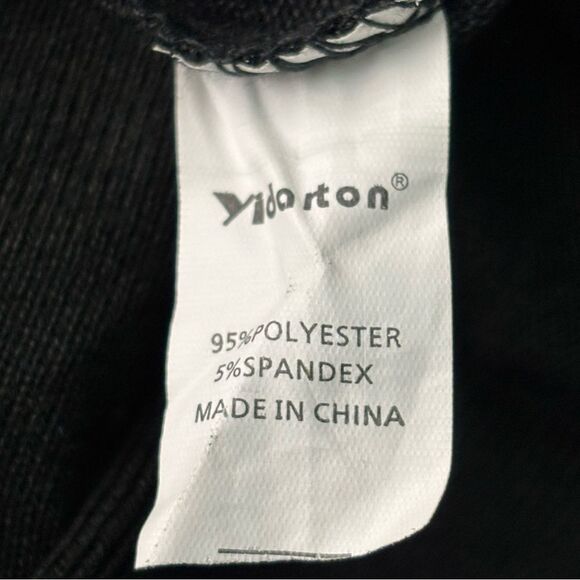 Yidarton®
95%POLYESTER
5%SPANDEX
MADE IN CHINA